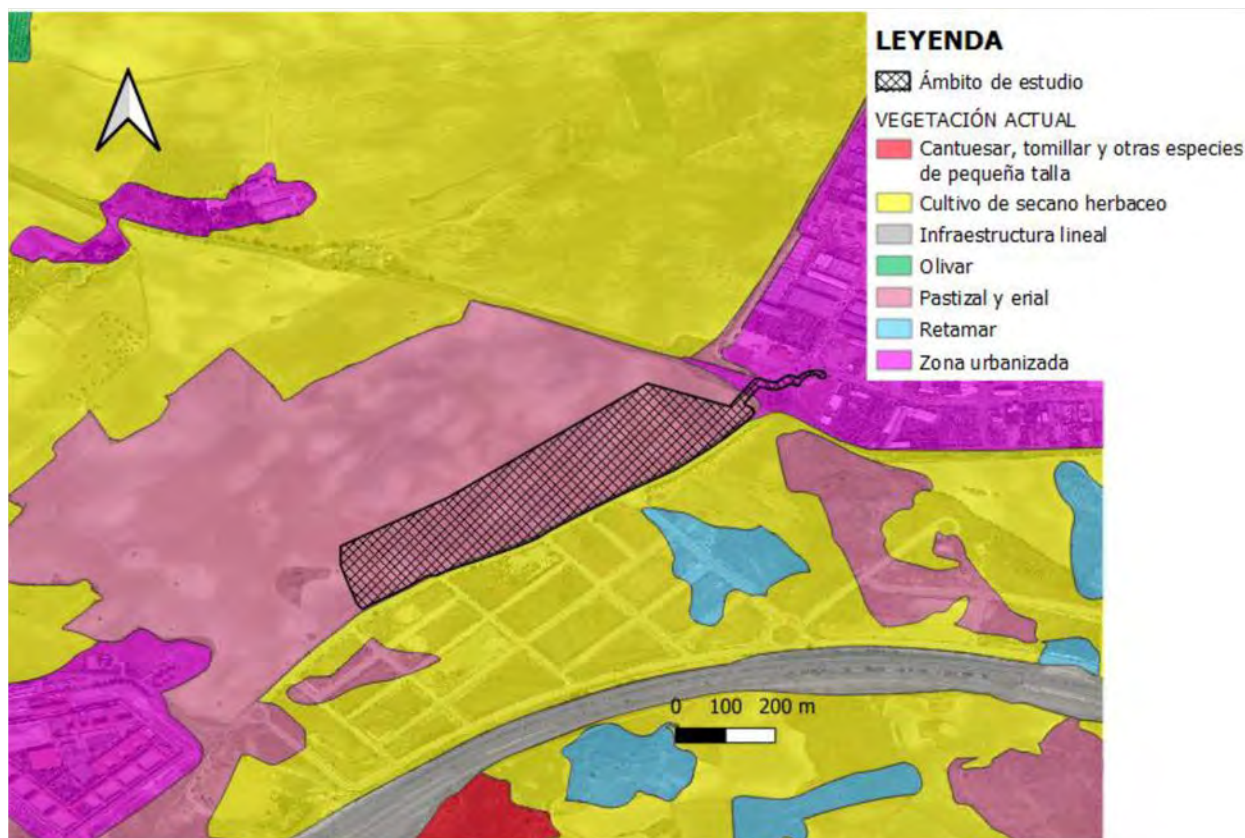 LEYENDA
Ámbito de estudio
VEGETACIÓN ACTUAL
Cantuesar, tomillar y otras especies
de pequeña talla
Cultivo de secano herbaceo
Infraestructura lineal
Olivar
Pastizal y erial
Retamar
Zona urbanizada
0 100 200 m